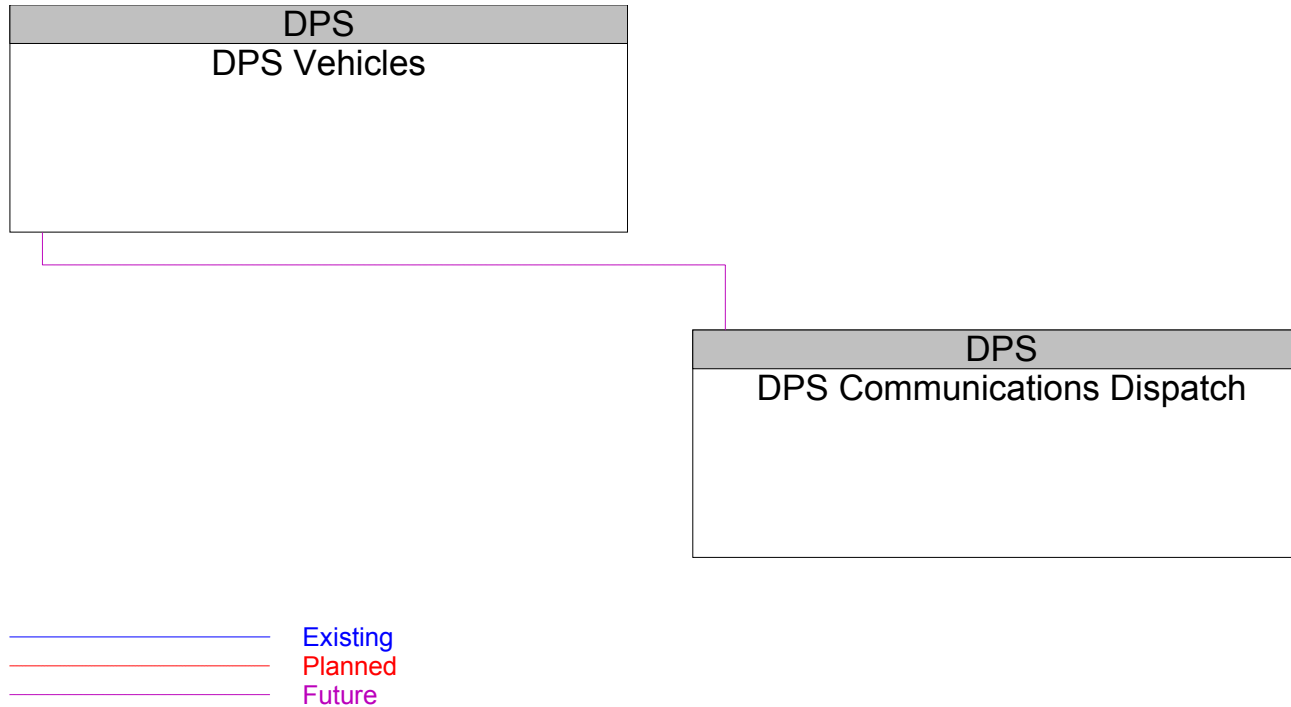 DPS
DPS Vehicles
DPS
DPS Communications Dispatch
Existing
Planned
Future